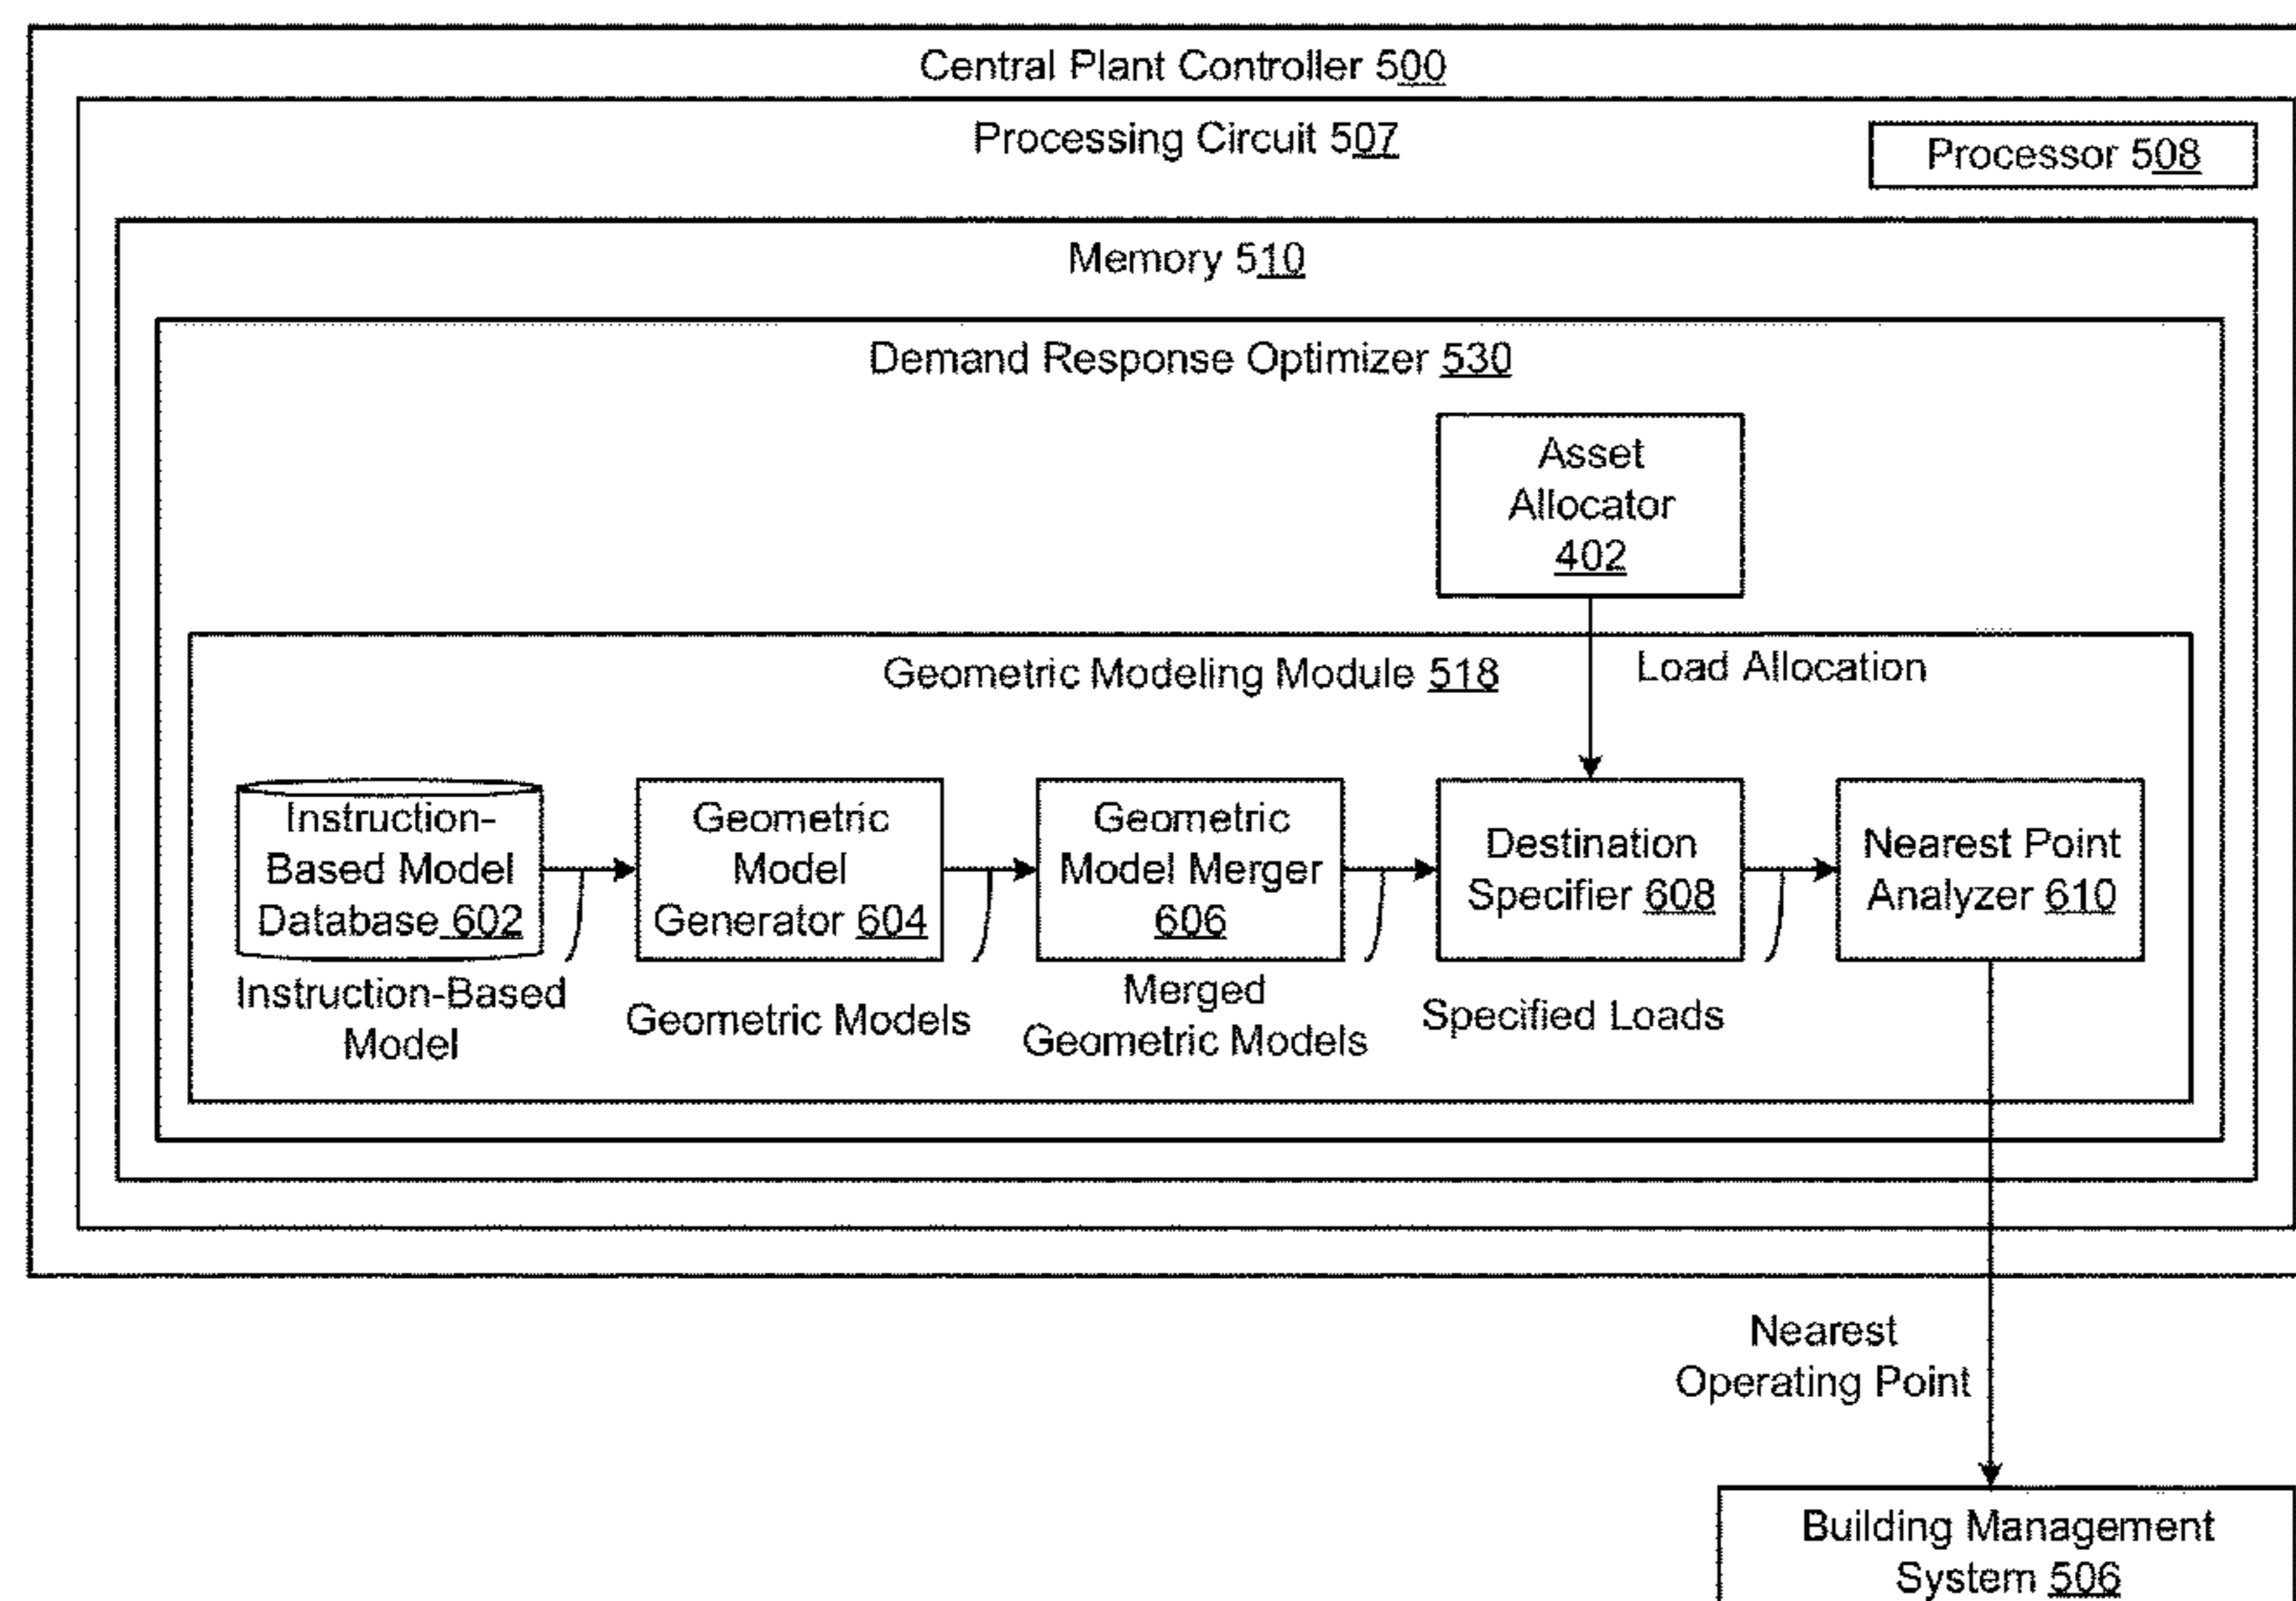 Central Plant Controller 500
Processing Circuit 507
Processor 508
Memory 510
Demand Response Optimizer 530
Asset
Allocator
402
Geometric Modeling Module 518
Load Allocation
Instruction-
Based Model
Database 602
Geometric
Model
Generator 604
Geometric
Model Merger
606
Destination
Specifier 608
Nearest Point
Analyzer 610
Instruction-Based
Model
Geometric Models
Merged
Geometric Models
Specified Loads
Nearest
Operating Point
Building Management
System 506